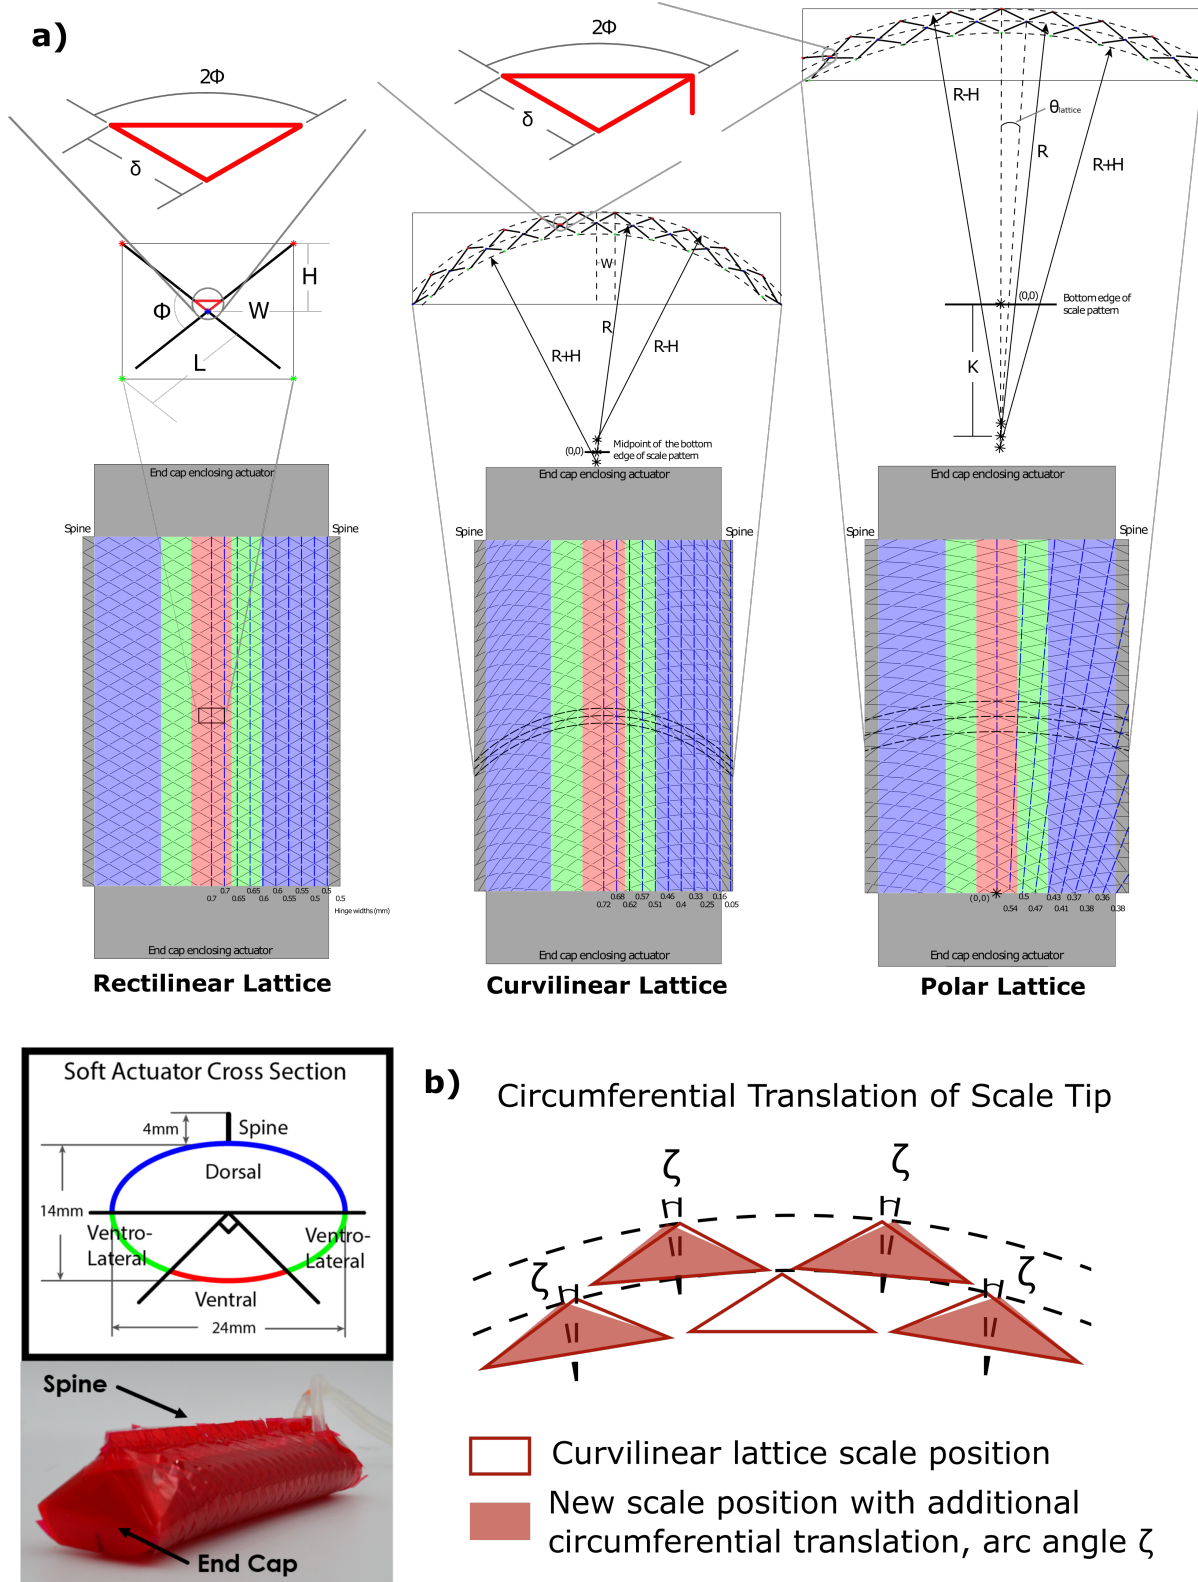 a)
2Φ
δ
H
Φ
W
L
End cap enclosing actuator
Spine
Spine
0.7
0.65
0.6
0.55
0.5
0.7
0.65
0.6
0.55
0.5
0.5
Hinge widths (mm)
End cap enclosing actuator
Rectilinear Lattice
2Φ
δ
W
R
R+H
R-H
(0,0)
Midpoint of the bottom
edge of scale pattern
End cap enclosing actuator
Spine
Spine
0.68
0.57
0.46
0.33
0.16
0.72
0.62
0.51
0.4
0.25
0.05
End cap enclosing actuator
Curvilinear Lattice
R-H
θlattice
R
R+H
(0,0)
Bottom edge of
scale pattern
K
End cap enclosing actuator
Spine
Spine
(0,0)
0.5
0.43
0.37
0.36
0.54
0.47
0.41
0.38
0.38
End cap enclosing actuator
Polar Lattice
Soft Actuator Cross Section
4mm
Spine
Dorsal
14mm
Ventro-
Lateral
Ventro-
Lateral
Ventral
24mm
Spine
End Cap
b)
Circumferential Translation of Scale Tip
ζ
ζ
ζ
ζ
Curvilinear lattice scale position
New scale position with additional
circumferential translation, arc angle ζ